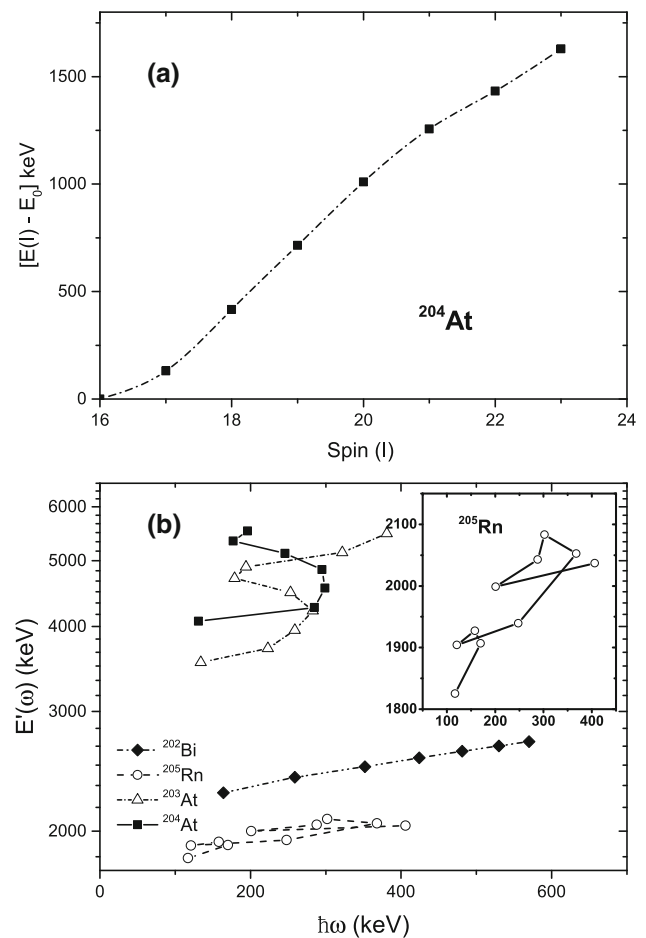 (a)
1500
1000
500
0
[E(I) - E₀] keV
²⁰⁴At
16 18 20 22 24
Spin (I)
(b)
6000
5000
4000
3000
2000
E'(ω) (keV)
²⁰⁵Rn
2100
2000
1900
1800
100 200 300 400
²⁰²Bi
²⁰⁵Rn
²⁰³At
²⁰⁴At
0 200 400 600
ħω (keV)